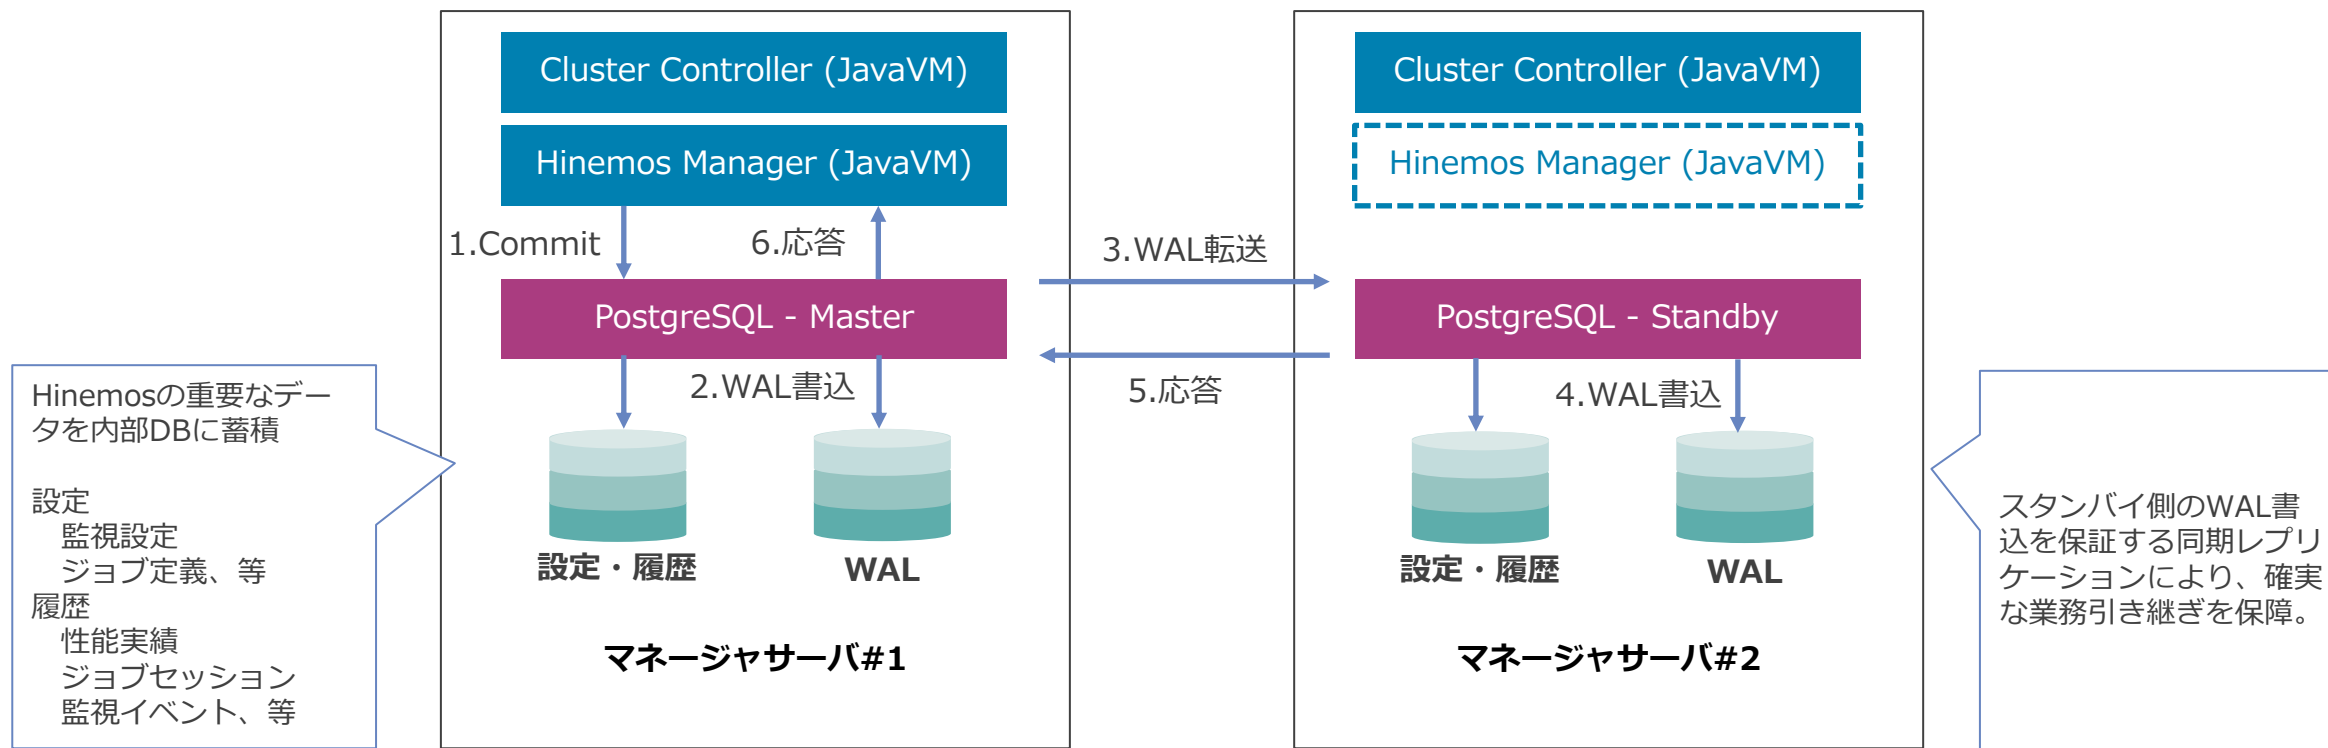 Cluster Controller (JavaVM)
Hinemos Manager (JavaVM)
1.Commit
6.応答
PostgreSQL - Master
2.WAL書込
設定・履歴
WAL
マネージャサーバ#1
3.WAL転送
5.応答
Cluster Controller (JavaVM)
Hinemos Manager (JavaVM)
PostgreSQL - Standby
4.WAL書込
設定・履歴
WAL
マネージャサーバ#2
Hinemosの重要なデー
タを内部DBに蓄積
設定
監視設定
ジョブ定義、等
履歴
性能実績
ジョブセッション
監視イベント、等
スタンバイ側のWAL書
込を保証する同期レプリ
ケーションにより、確実
な業務引き継ぎを保障。